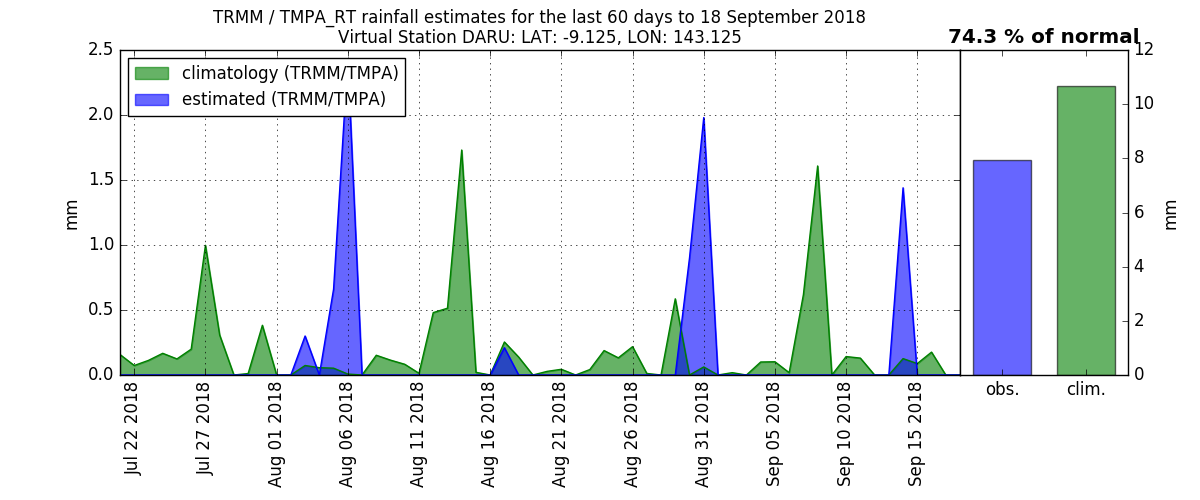 TRMM / TMPA_RT rainfall estimates for the last 60 days to 18 September 2018
Virtual Station DARU: LAT: -9.125, LON: 143.125
74.3 % of normal
climatology (TRMM/TMPA)
estimated (TRMM/TMPA)
2.5
2.0
1.5
1.0
0.5
0.0
mm
Jul 22 2018
Jul 27 2018
Aug 01 2018
Aug 06 2018
Aug 11 2018
Aug 16 2018
Aug 21 2018
Aug 26 2018
Aug 31 2018
Sep 05 2018
Sep 10 2018
Sep 15 2018
12
10
8
6
4
2
0
mm
obs.
clim.